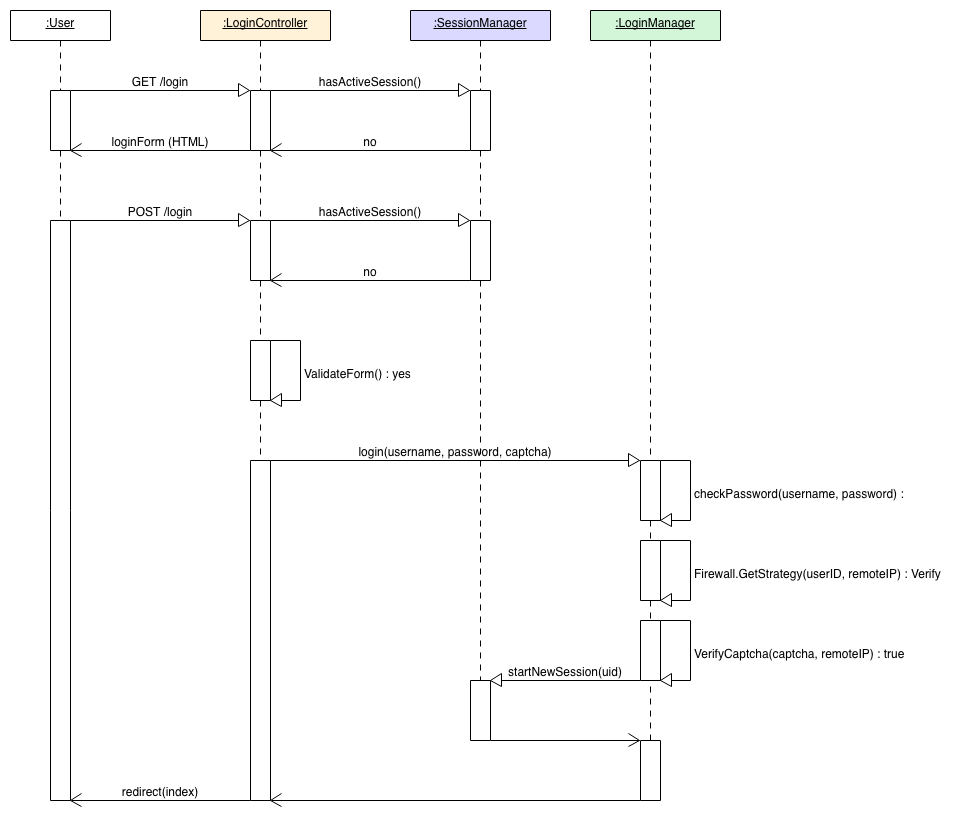 :User
:LoginController
:SessionManager
:LoginManager
GET /login
hasActiveSession()
loginForm (HTML)
no
POST /login
hasActiveSession()
no
ValidateForm() : yes
login(username, password, captcha)
checkPassword(username, password) :
Firewall.GetStrategy(userID, remoteIP) : Verify
VerifyCaptcha(captcha, remoteIP) : true
startNewSession(uid)
redirect(index)